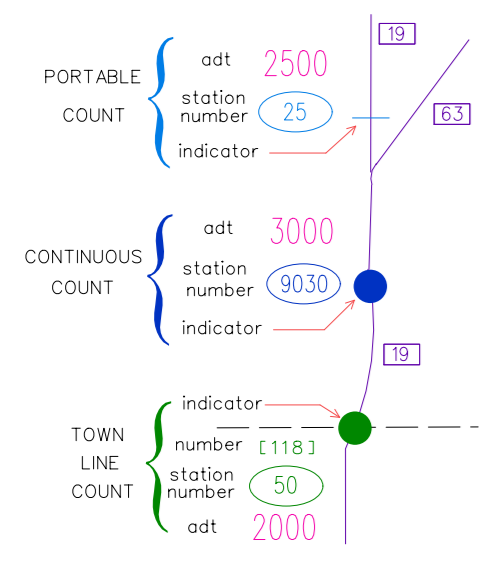 19
adt 2500
PORTABLE
station
number 25
COUNT
63
indicator
adt 3000
CONTINUOUS
station
number 9030
COUNT
indicator
19
indicator
TOWN
number [118]
LINE
station
number 50
COUNT
adt 2000